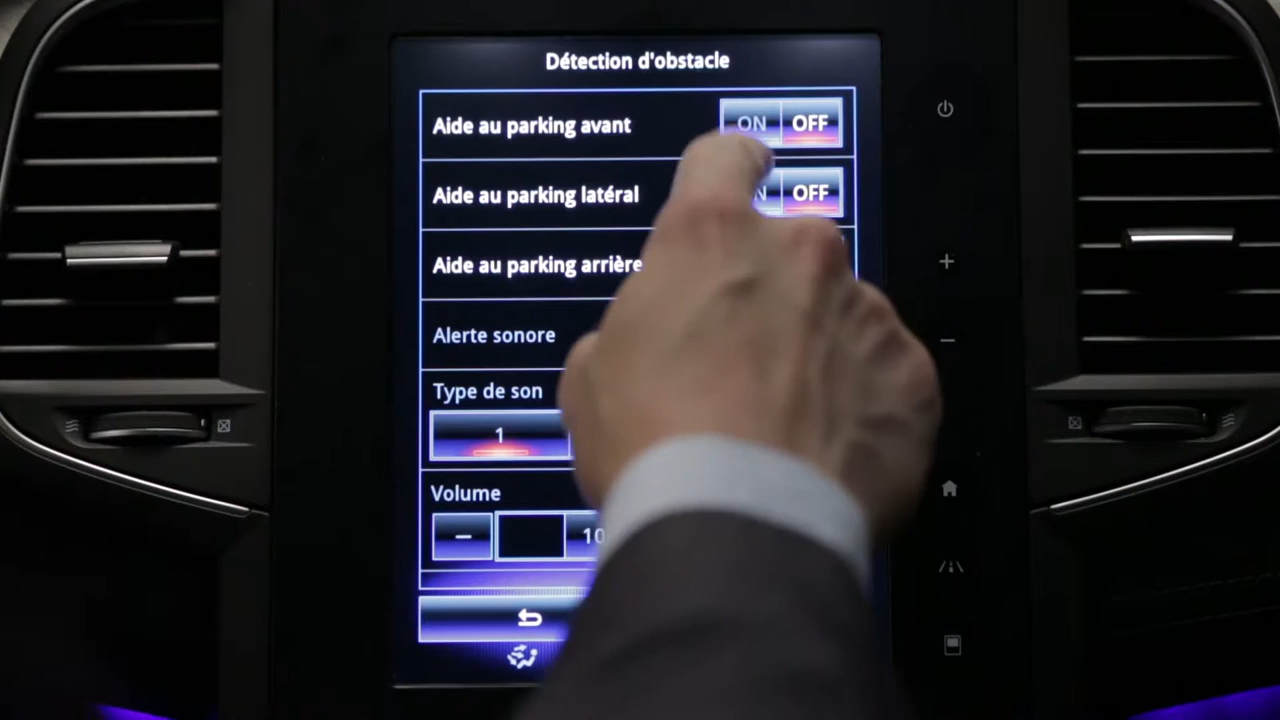 Détection d'obstacle
Aide au parking avant
ON OFF
Aide au parking latéral
OFF
Aide au parking arrière
Alerte sonore
Type de son
1
Volume
− 10
+
−